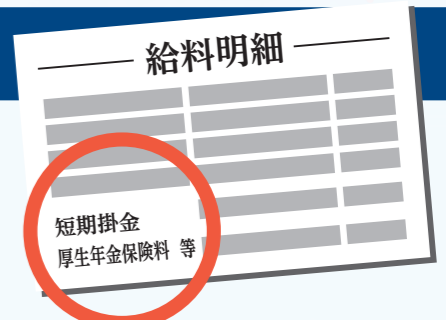 給料明細
短期掛金
厚生年金保険料 等